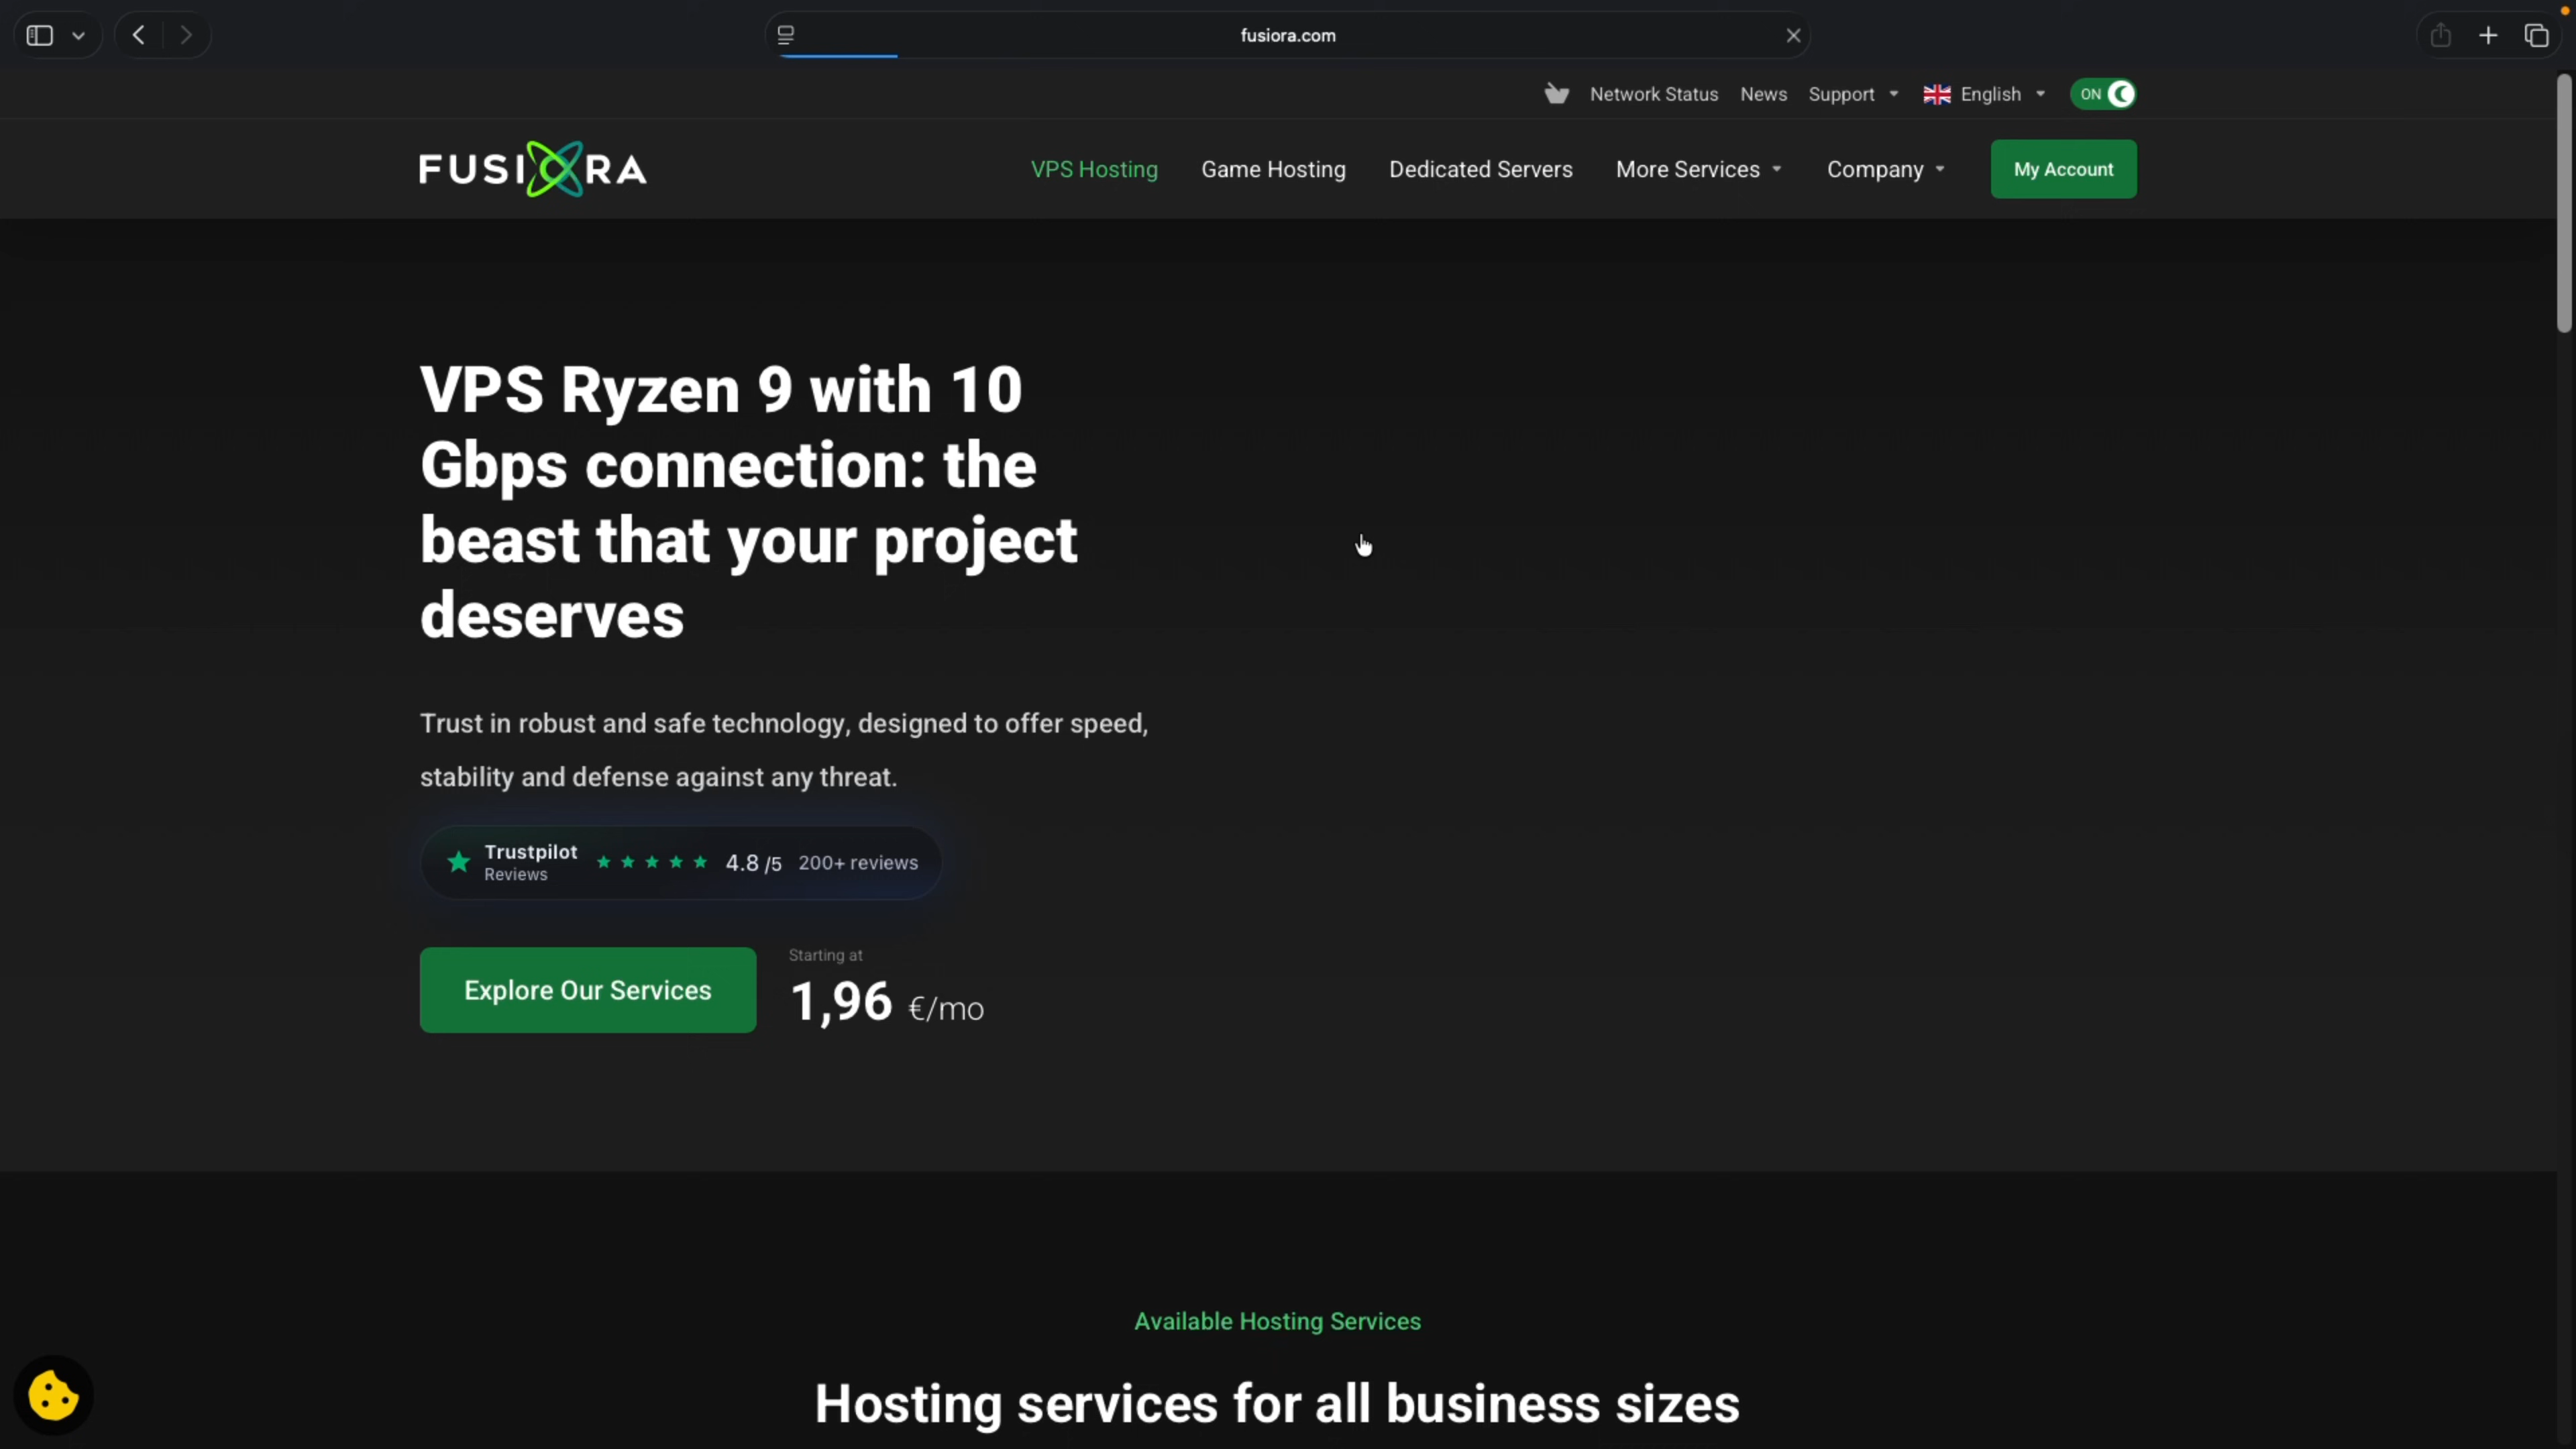 fusiora.com
Network Status News Support English ON
FUSIORA VPS Hosting Game Hosting Dedicated Servers More Services Company My Account
VPS Ryzen 9 with 10
Gbps connection: the
beast that your project
deserves
Trust in robust and safe technology, designed to offer speed,
stability and defense against any threat.
Trustpilot
Reviews
4.8 /5 200+ reviews
Explore Our Services
Starting at
1,96 €/mo
Available Hosting Services
Hosting services for all business sizes